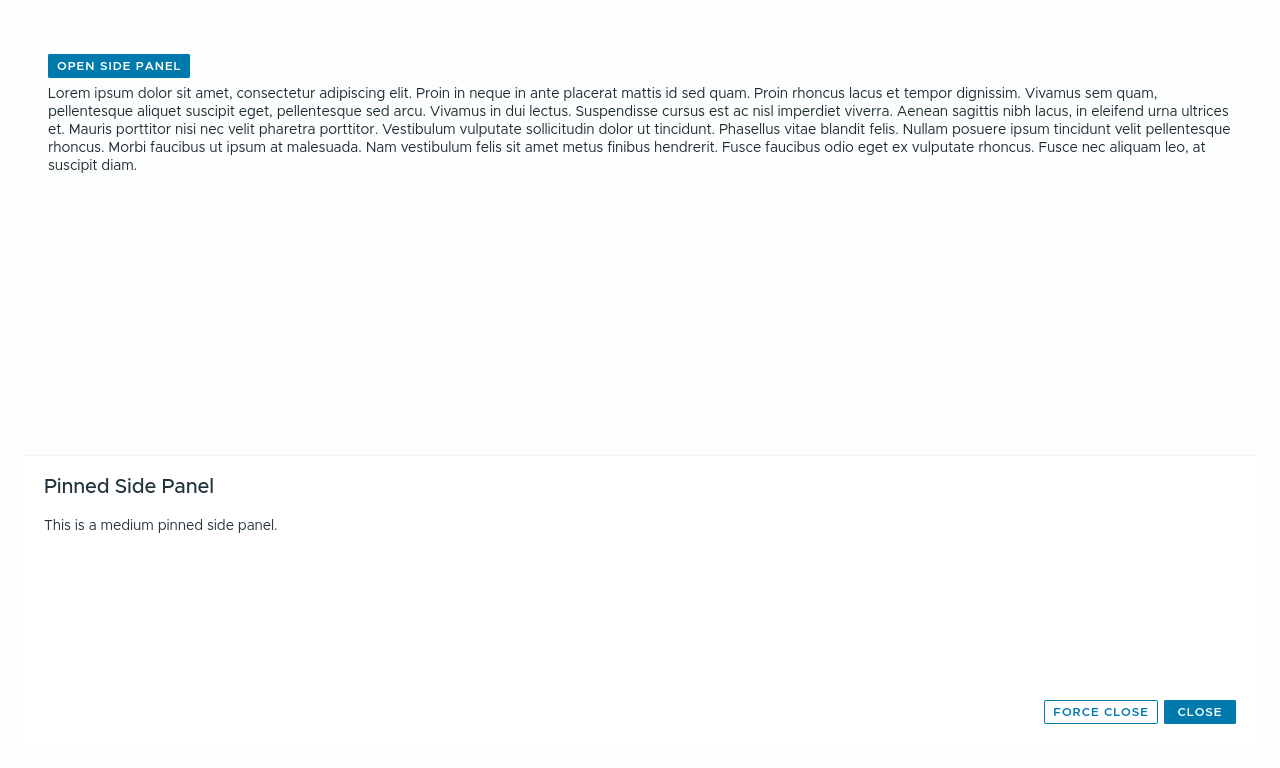 OPEN SIDE PANEL
Lorem ipsum dolor sit amet, consectetur adipiscing elit. Proin in neque in ante placerat mattis id sed quam. Proin rhoncus lacus et tempor dignissim. Vivamus sem quam,
pellentesque aliquet suscipit eget, pellentesque sed arcu. Vivamus in dui lectus. Suspendisse cursus est ac nisl imperdiet viverra. Aenean sagittis nibh lacus, in eleifend urna ultrices
et. Mauris porttitor nisi nec velit pharetra porttitor. Vestibulum vulputate sollicitudin dolor ut tincidunt. Phasellus vitae blandit felis. Nullam posuere ipsum tincidunt velit pellentesque
rhoncus. Morbi faucibus ut ipsum at malesuada. Nam vestibulum felis sit amet metus finibus hendrerit. Fusce faucibus odio eget ex vulputate rhoncus. Fusce nec aliquam leo, at
suscipit diam.
Pinned Side Panel
This is a medium pinned side panel.
FORCE CLOSE
CLOSE